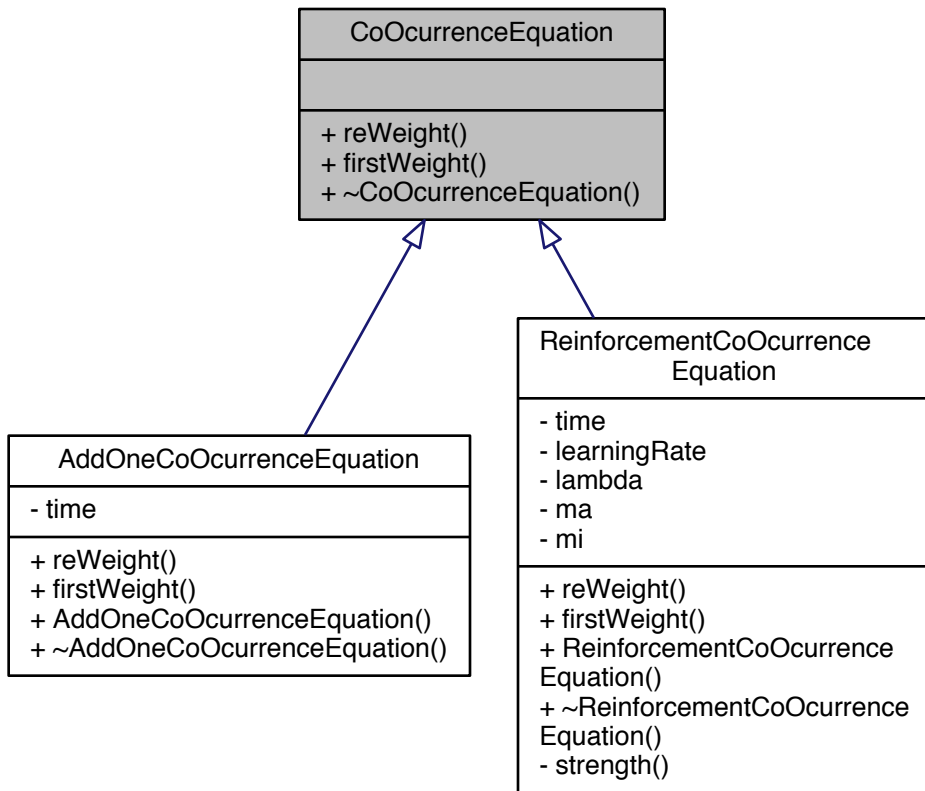 CoOcurrenceEquation
+ reWeight()
+ firstWeight()
+ ~CoOcurrenceEquation()
AddOneCoOcurrenceEquation
- time
+ reWeight()
+ firstWeight()
+ AddOneCoOcurrenceEquation()
+ ~AddOneCoOcurrenceEquation()
ReinforcementCoOcurrence
Equation
- time
- learningRate
- lambda
- ma
- mi
+ reWeight()
+ firstWeight()
+ ReinforcementCoOcurrence
Equation()
+ ~ReinforcementCoOcurrence
Equation()
- strength()